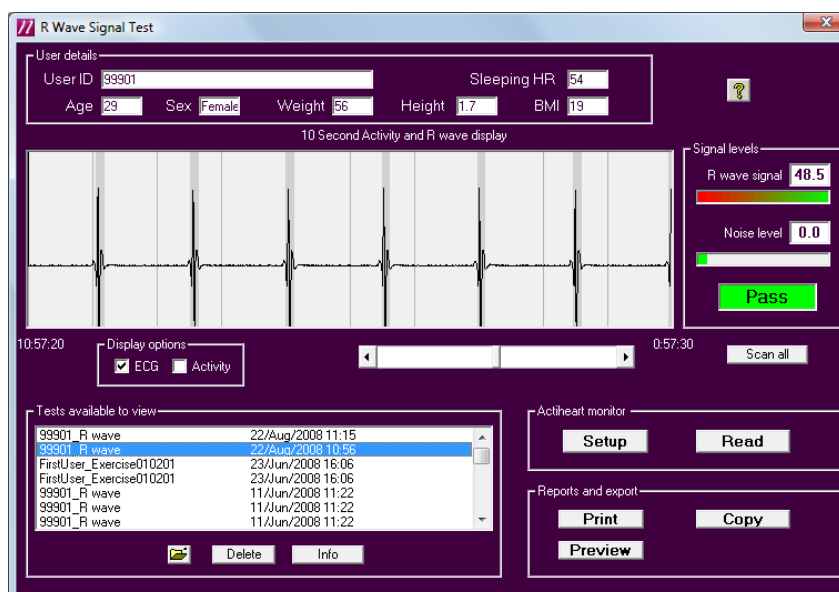 R Wave Signal Test
User details
User ID 99901 Sleeping HR 54
Age 29 Sex Female Weight 56 Height 1.7 BMI 19
?
10 Second Activity and R wave display
Signal levels
R wave signal 48.5
Noise level 0.0
Pass
10:57:20 0:57:30
Display options
ECG Activity
Scan all
Tests available to view
99901_R wave 22/Aug/2008 11:15
99901_R wave 22/Aug/2008 10:56
FirstUser_Exercise010201 23/Jun/2008 16:06
FirstUser_Exercise010201 23/Jun/2008 16:06
99901_R wave 11/Jun/2008 11:22
99901_R wave 11/Jun/2008 11:22
99901_R wave 11/Jun/2008 11:22
Delete Info
Actiheart monitor
Setup Read
Reports and export
Print Copy
Preview